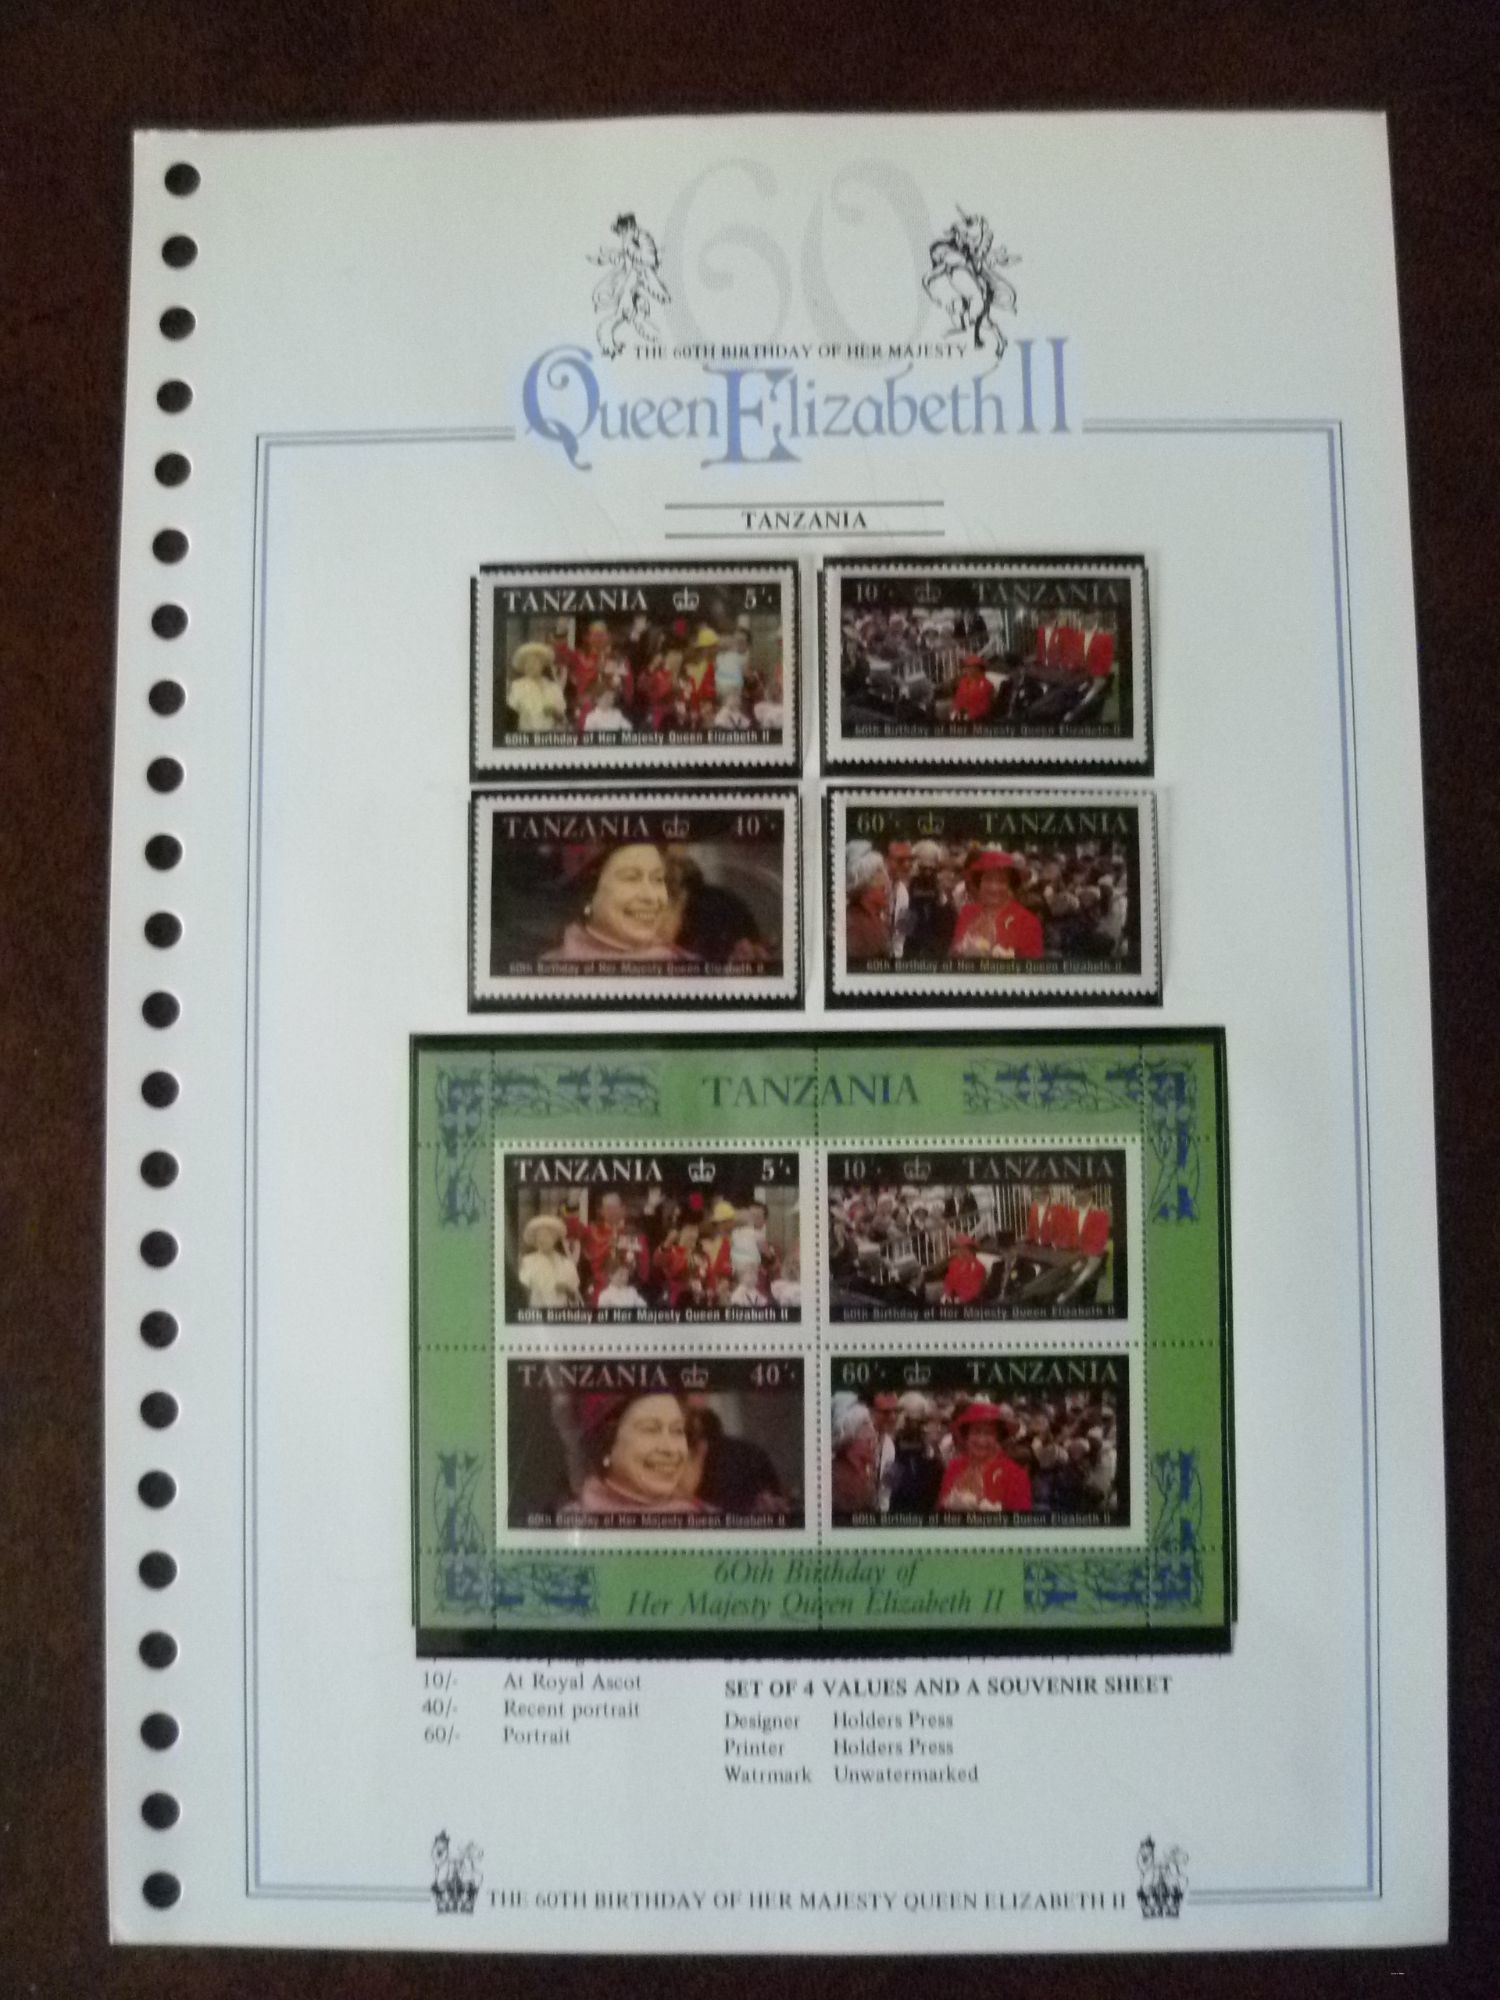 60
THE 60TH BIRTHDAY OF HER MAJESTY
Queen Elizabeth II
TANZANIA
TANZANIA 5/-
60th Birthday of Her Majesty Queen Elizabeth II
10/- TANZANIA
60th Birthday of Her Majesty Queen Elizabeth II
TANZANIA 40/-
60th Birthday of Her Majesty Queen Elizabeth II
60/- TANZANIA
60th Birthday of Her Majesty Queen Elizabeth II
TANZANIA
TANZANIA 5/-
60th Birthday of Her Majesty Queen Elizabeth II
10/- TANZANIA
60th Birthday of Her Majesty Queen Elizabeth II
TANZANIA 40/-
60th Birthday of Her Majesty Queen Elizabeth II
60/- TANZANIA
60th Birthday of Her Majesty Queen Elizabeth II
60th Birthday of
Her Majesty Queen Elizabeth II
10/- At Royal Ascot
40/- Recent portrait
60/- Portrait
SET OF 4 VALUES AND A SOUVENIR SHEET
Designer Holders Press
Printer Holders Press
Watrmark Unwatermarked
THE 60TH BIRTHDAY OF HER MAJESTY QUEEN ELIZABETH II